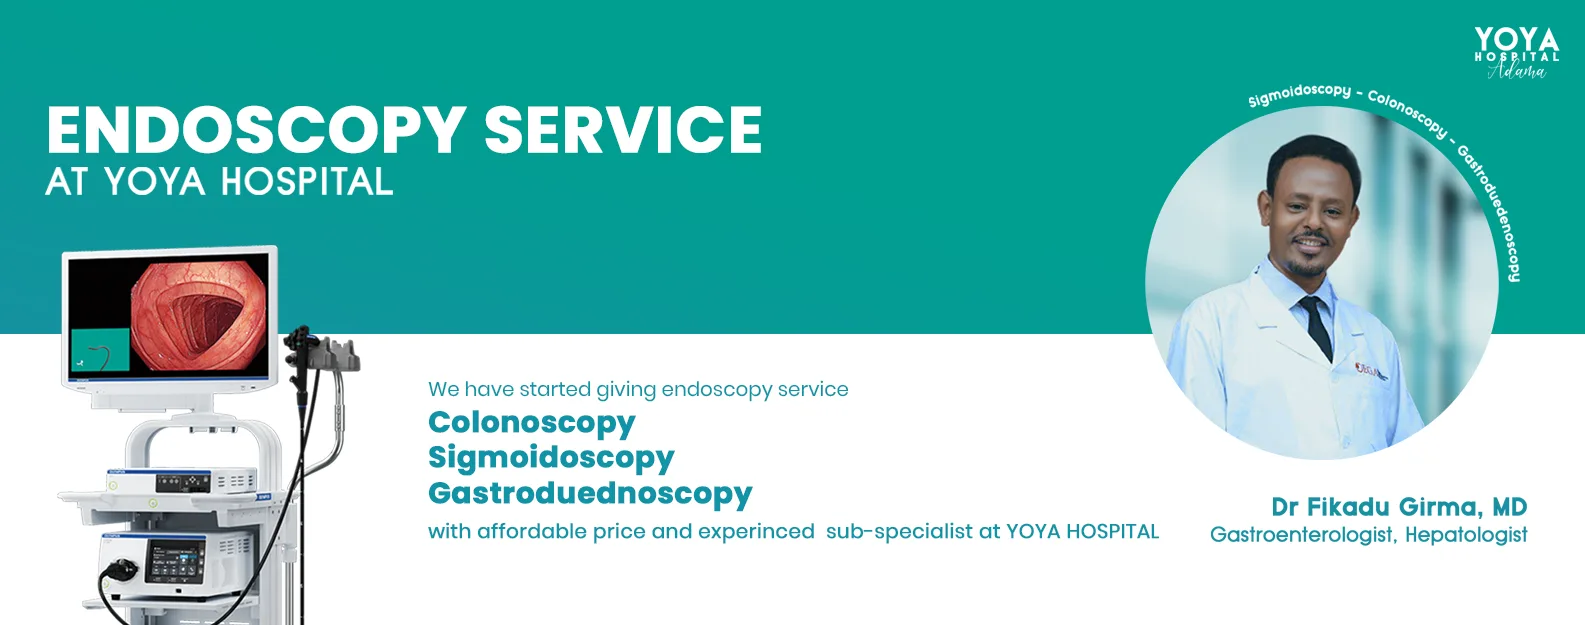 YOYA
HOSPITAL
Adama
ENDOSCOPY SERVICE
AT YOYA HOSPITAL
Sigmoidoscopy - Colonoscopy - Gastroduedenoscopy
We have started giving endoscopy service
Colonoscopy
Sigmoidoscopy
Gastroduednoscopy
with affordable price and experinced sub-specialist at YOYA HOSPITAL
Dr Fikadu Girma, MD
Gastroenterologist, Hepatologist